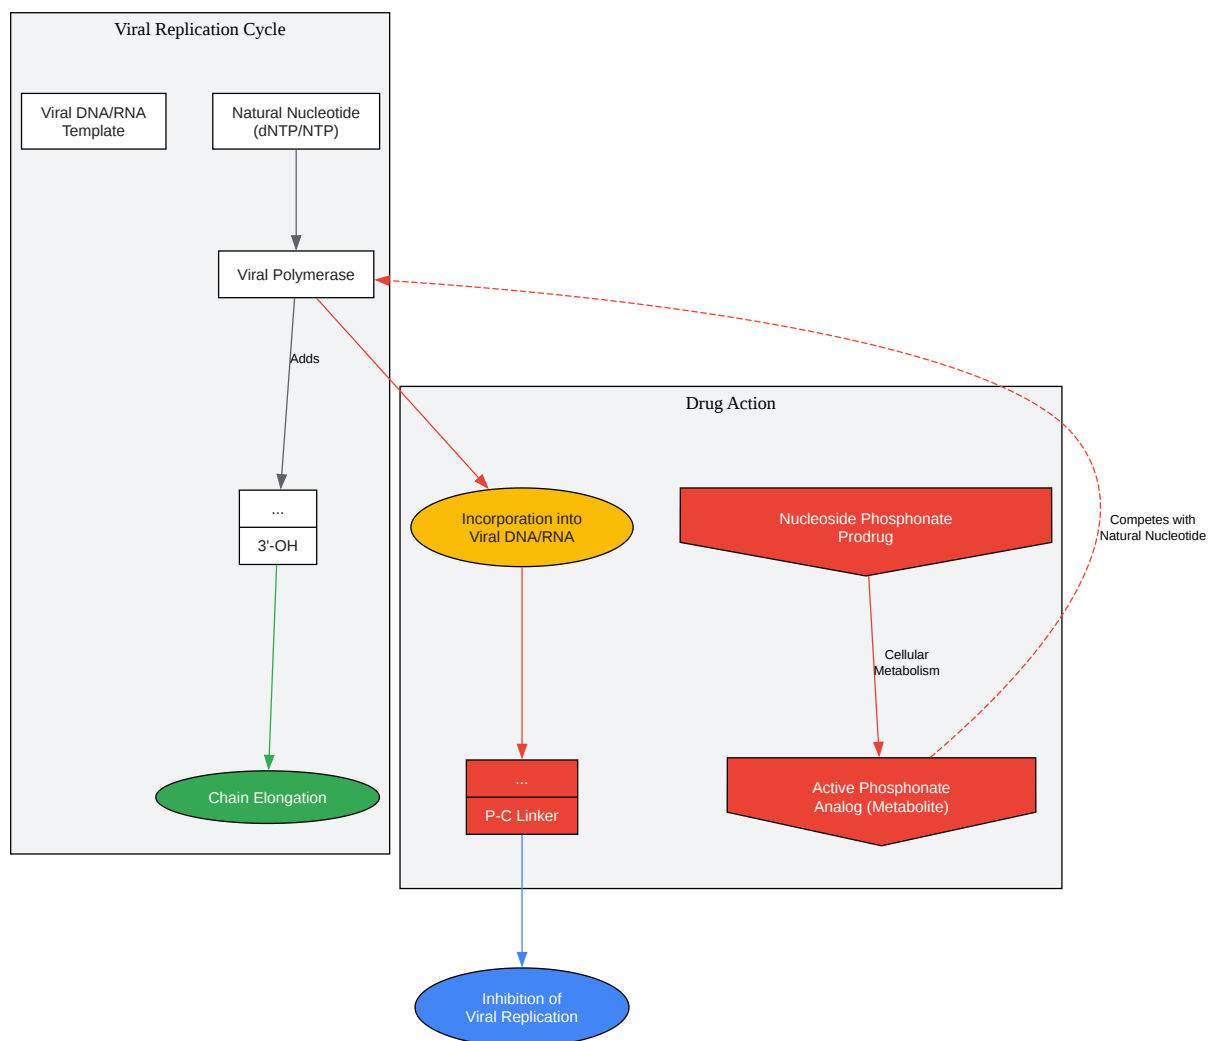 Viral Replication Cycle
Viral DNA/RNA
Template
Natural Nucleotide
(dNTP/NTP)
Viral Polymerase
Adds
...
3'-OH
Chain Elongation
Drug Action
Incorporation into
Viral DNA/RNA
Nucleoside Phosphonate
Prodrug
Competes with
Natural Nucleotide
Cellular
Metabolism
...
P-C Linker
Active Phosphonate
Analog (Metabolite)
Inhibition of
Viral Replication